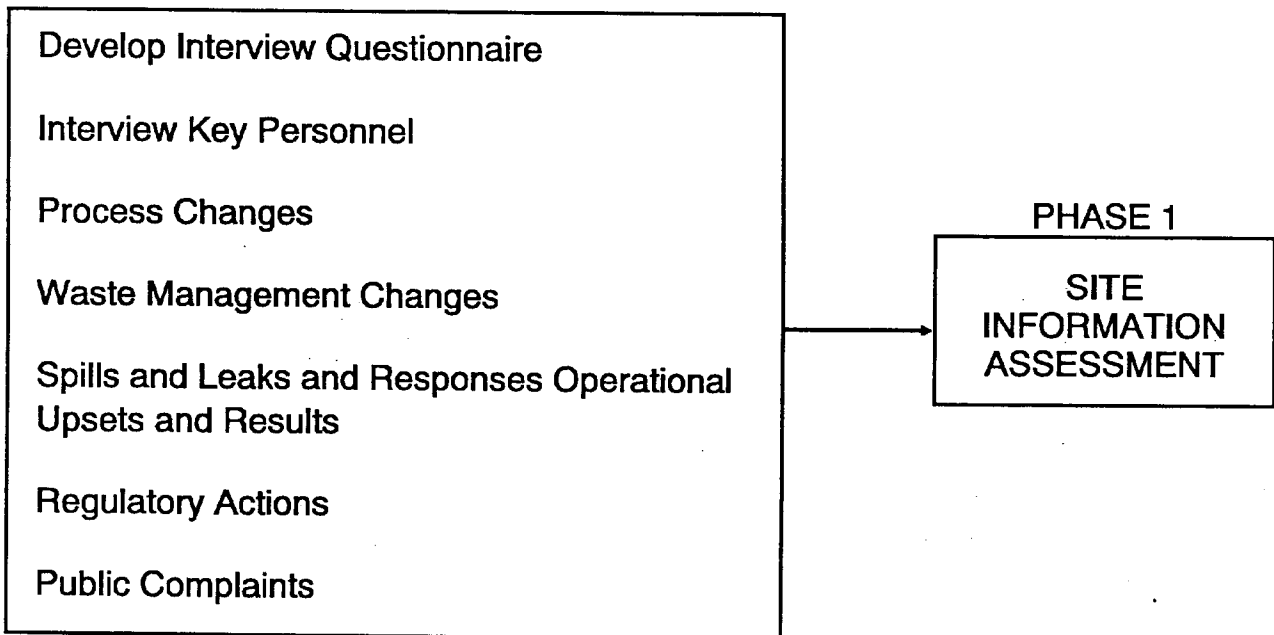 Develop Interview Questionnaire
Interview Key Personnel
Process Changes
Waste Management Changes
Spills and Leaks and Responses Operational
Upsets and Results
Regulatory Actions
Public Complaints
PHASE 1
SITE
INFORMATION
ASSESSMENT